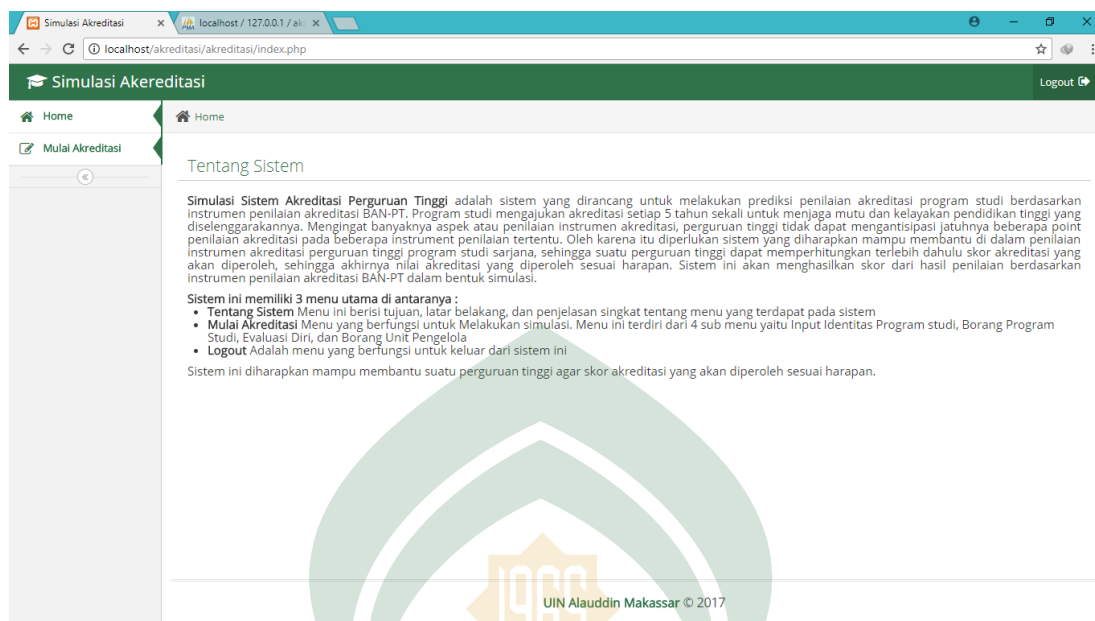 Simulasi Akreditasi
localhost / 127.0.0.1 / ak
localhost/akreditasi/akreditasi/index.php
Simulasi Akereditasi
Logout
Home
Home
Mulai Akreditasi
Tentang Sistem
Simulasi Sistem Akreditasi Perguruan Tinggi adalah sistem yang dirancang untuk melakukan prediksi penilaian akreditasi program studi berdasarkan
instrumen penilaian akreditasi BAN-PT. Program studi mengajukan akreditasi setiap 5 tahun sekali untuk menjaga mutu dan kelayakan pendidikan tinggi yang
diselenggarakannya. Mengingat banyaknya aspek atau penilaian instrumen akreditasi, perguruan tinggi tidak dapat mengantisipasi jatuhnya beberapa point
penilaian akreditasi pada beberapa instrument penilaian tertentu. Oleh karena itu diperlukan sistem yang diharapkan mampu membantu di dalam penilaian
instrumen akreditasi perguruan tinggi program studi sarjana, sehingga suatu perguruan tinggi dapat memperhitungkan terlebih dahulu skor akreditasi yang
akan diperoleh, sehingga akhirnya nilai akreditasi yang diperoleh sesuai harapan. Sistem ini akan menghasilkan skor dari hasil penilaian berdasarkan
instrumen penilaian akreditasi BAN-PT dalam bentuk simulasi.
Sistem ini memiliki 3 menu utama di antaranya :
• Tentang Sistem Menu ini berisi tujuan, latar belakang, dan penjelasan singkat tentang menu yang terdapat pada sistem
• Mulai Akreditasi Menu yang berfungsi untuk Melakukan simulasi. Menu ini terdiri dari 4 sub menu yaitu Input Identitas Program studi, Borang Program
Studi, Evaluasi Diri, dan Borang Unit Pengelola
• Logout Adalah menu yang berfungsi untuk keluar dari sistem ini
Sistem ini diharapkan mampu membantu suatu perguruan tinggi agar skor akreditasi yang akan diperoleh sesuai harapan.
UIN Alauddin Makassar © 2017